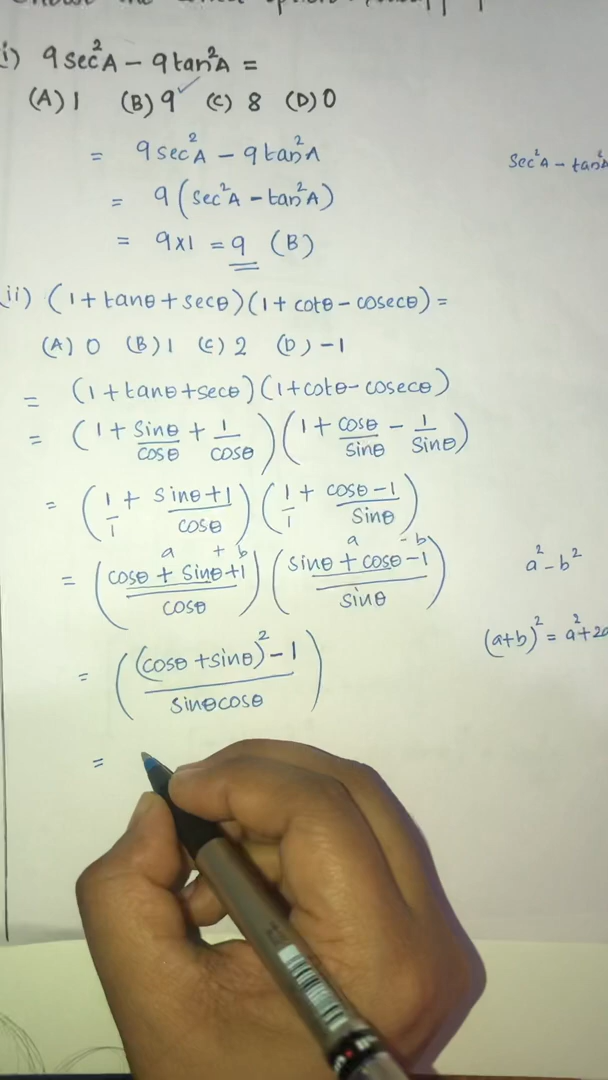 i) 9 sec²A – 9 tan²A =
(A) 1 (B) 9 ✓ (C) 8 (D) 0
= 9 sec²A – 9 tan²A
sec²A – tan²A
= 9 (sec²A – tan²A)
= 9×1 = 9 (B)
ii) (1 + tanθ + secθ)(1 + cotθ – cosecθ) =
(A) 0 (B) 1 (C) 2 (D) –1
= (1 + tanθ + secθ)(1 + cotθ – cosecθ)
= (1 + sinθ/cosθ + 1/cosθ)(1 + cosθ/sinθ – 1/sinθ)
= (1/1 + sinθ+1/cosθ)(1/1 + cosθ–1/sinθ)
a + b a – b
= (cosθ + sinθ+1/cosθ)(sinθ + cosθ–1/sinθ)
a² – b²
(a+b)² = a² + 2a
= ((cosθ + sinθ)² – 1/sinθcosθ)
=